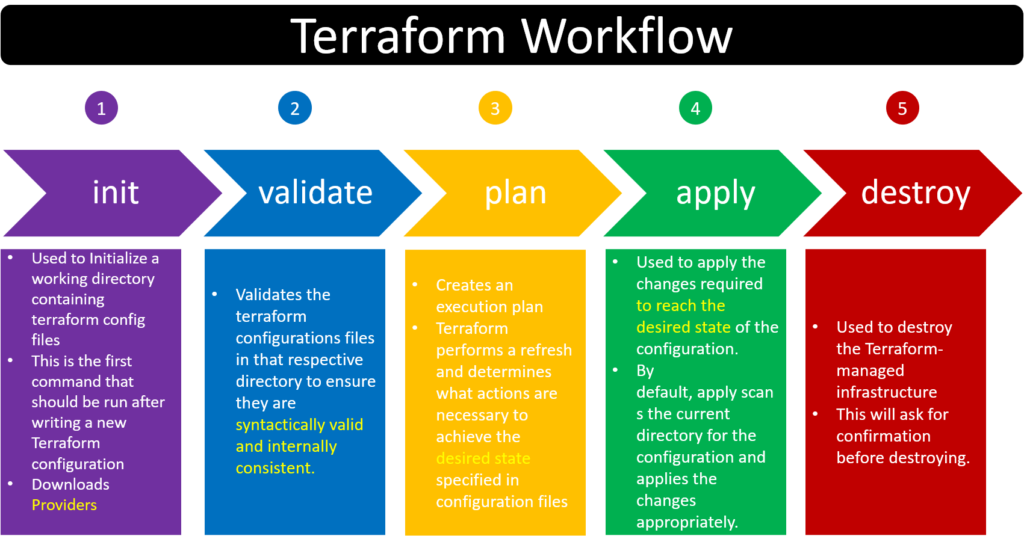 Terraform Workflow
1
2
3
4
5
init
validate
plan
apply
destroy
• Used to Initialize a
working directory
containing
terraform config
files
• This is the first
command that
should be run after
writing a new
Terraform
configuration
• Downloads
Providers
• Validates the
terraform
configurations files
in that respective
directory to ensure
they are
syntactically valid
and internally
consistent.
• Creates an
execution plan
• Terraform
performs a refresh
and determines
what actions are
necessary to
achieve the
desired state
specified in
configuration files
• Used to apply the
changes required
to reach the
desired state of the
configuration.
• By
default, apply scan
s the current
directory for the
configuration and
applies the
changes
appropriately.
• Used to destroy
the Terraform-
managed
infrastructure
• This will ask for
confirmation
before destroying.